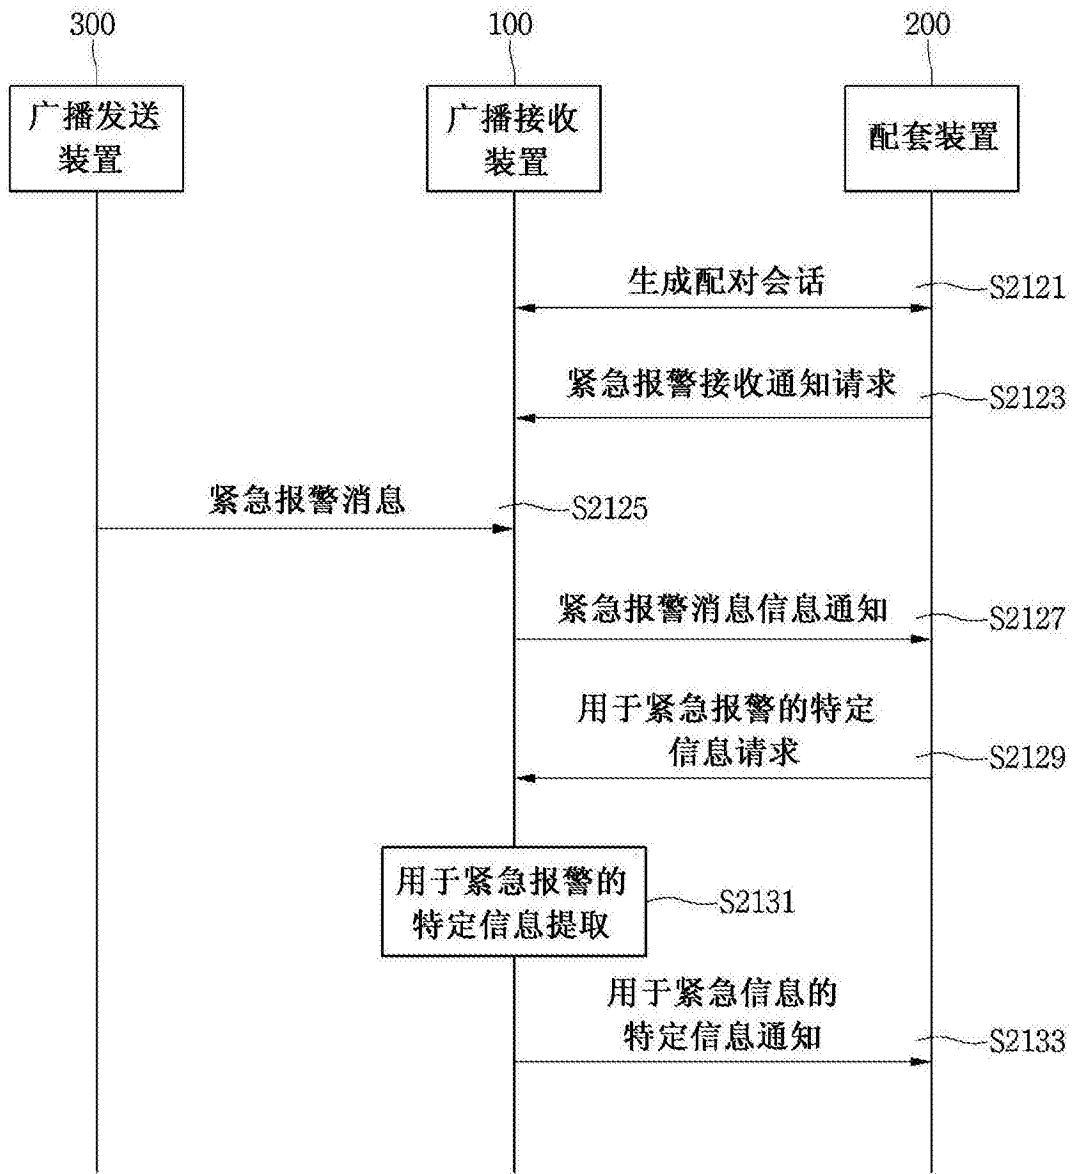 300
100
200
广播发送
装置
广播接收
装置
配套装置
生成配对会话
S2121
紧急报警接收通知请求
S2123
紧急报警消息
S2125
紧急报警消息信息通知
S2127
用于紧急报警的特定
信息请求
S2129
用于紧急报警的
特定信息提取
S2131
用于紧急信息的
特定信息通知
S2133